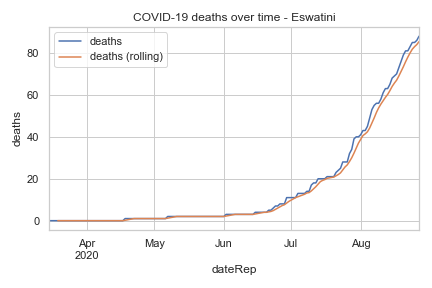 COVID-19 deaths over time - Eswatini
deaths
deaths (rolling)
deaths
80
60
40
20
0
Apr
2020
May
Jun
Jul
Aug
dateRep